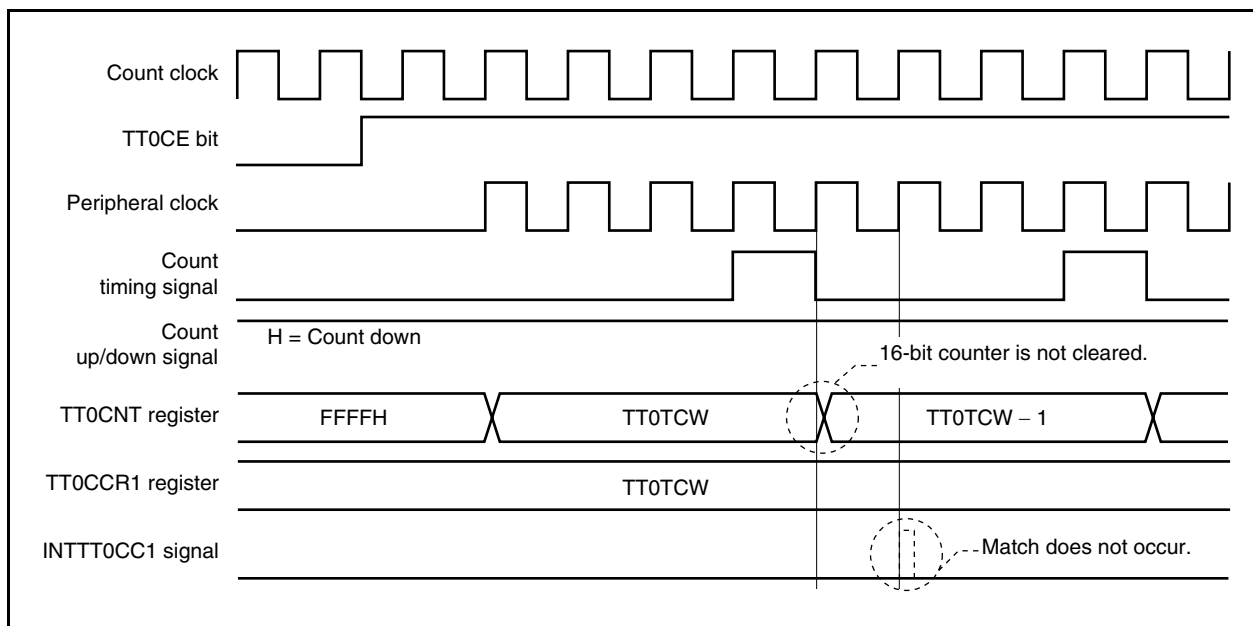 Count clock
TT0CE bit
Peripheral clock
Count
timing signal
Count
up/down signal
H = Count down
16-bit counter is not cleared.
TT0CNT register
FFFFH
TT0TCW
TT0TCW − 1
TT0CCR1 register
TT0TCW
INTTT0CC1 signal
Match does not occur.